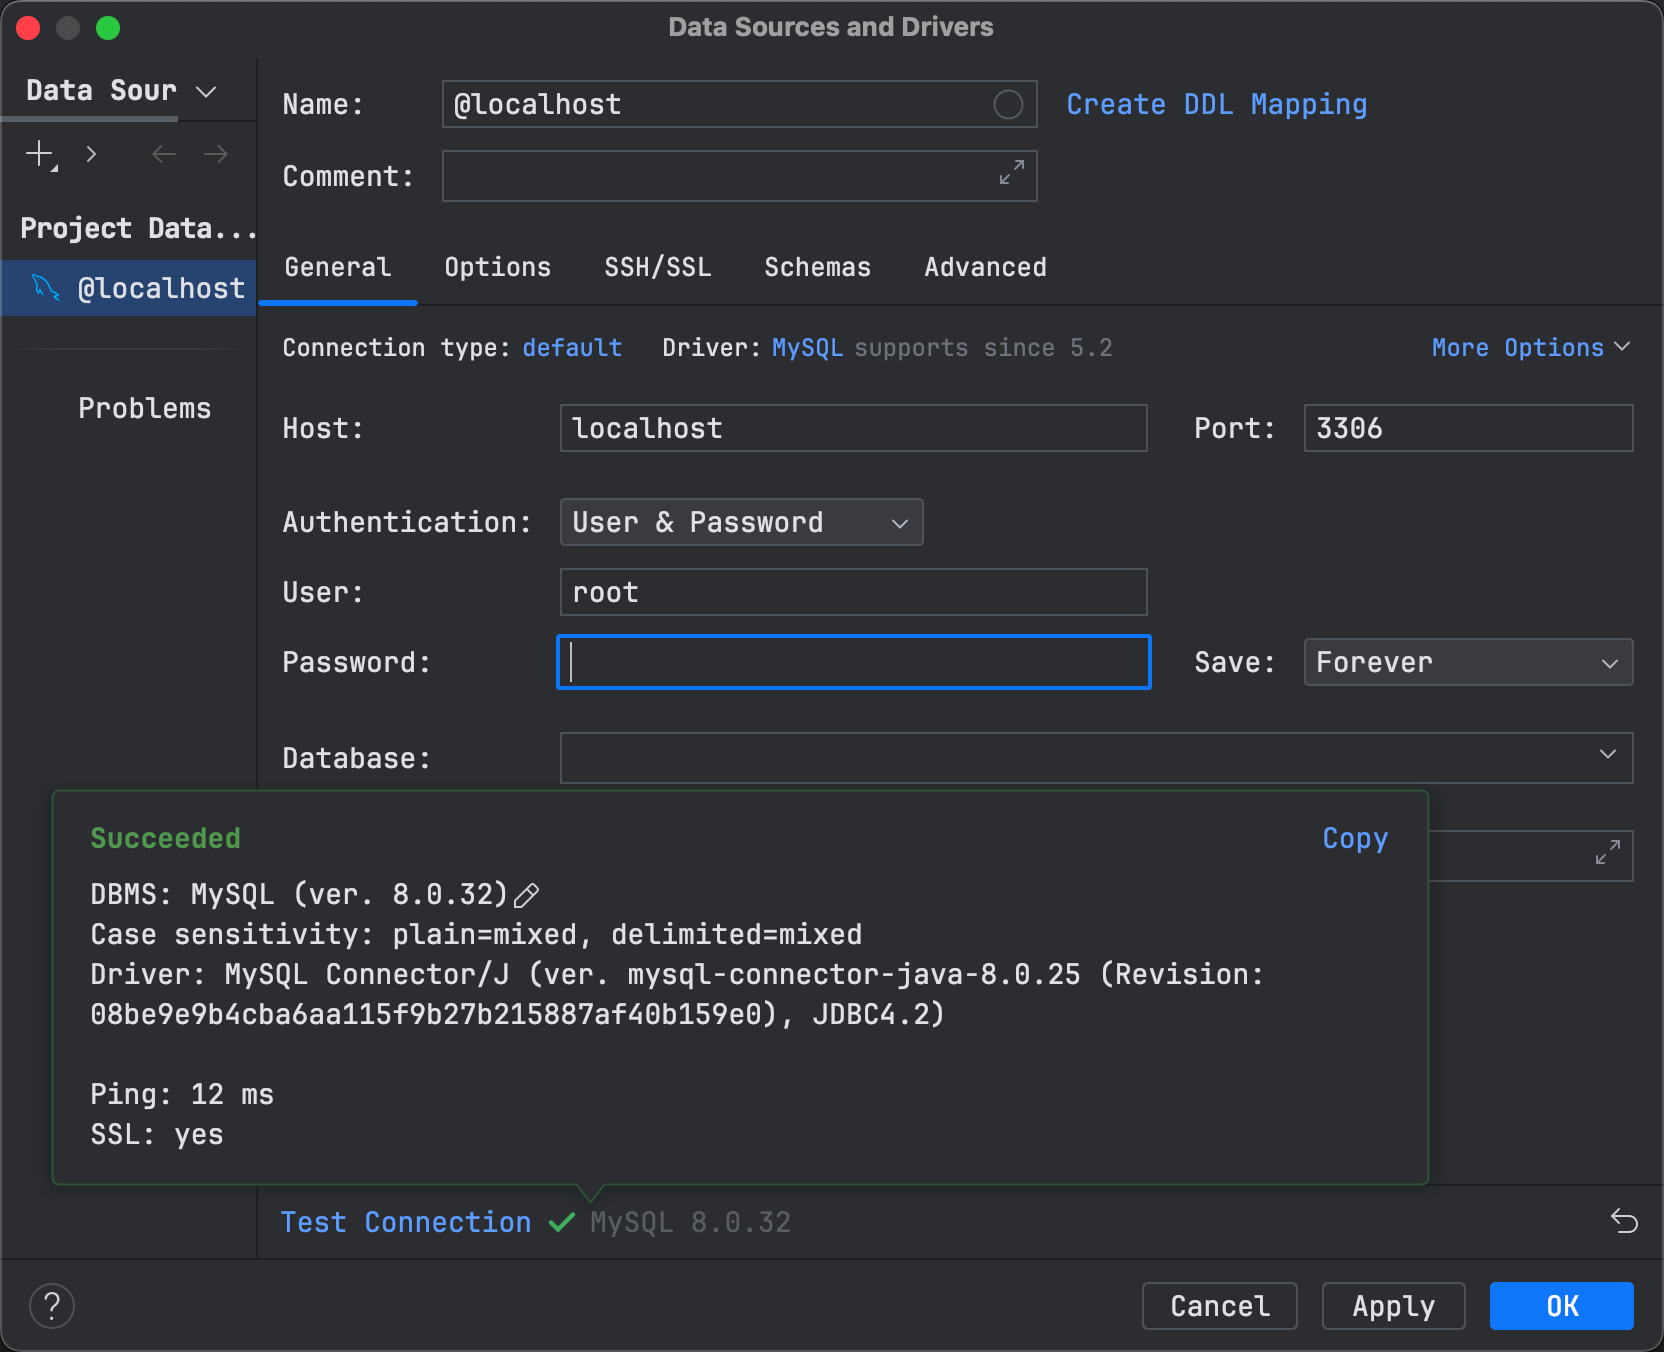 Data Sources and Drivers
Data Sour
Name: @localhost Create DDL Mapping
Comment:
Project Data...
@localhost
Problems
General Options SSH/SSL Schemas Advanced
Connection type: default Driver: MySQL supports since 5.2 More Options
Host: localhost Port: 3306
Authentication: User & Password
User: root
Password: Save: Forever
Database:
Succeeded Copy
DBMS: MySQL (ver. 8.0.32)
Case sensitivity: plain=mixed, delimited=mixed
Driver: MySQL Connector/J (ver. mysql-connector-java-8.0.25 (Revision:
08be9e9b4cba6aa115f9b27b215887af40b159e0), JDBC4.2)
Ping: 12 ms
SSL: yes
Test Connection MySQL 8.0.32
? Cancel Apply OK